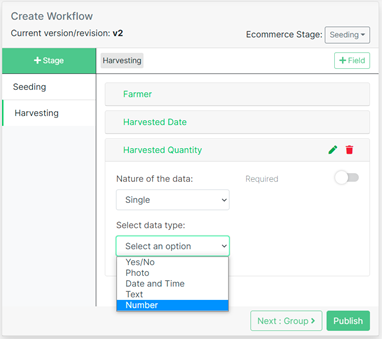 Create Workflow
Current version/revision: v2
Ecommerce Stage: Seeding
+ Stage
Harvesting
+ Field
Seeding
Harvesting
Farmer
Harvested Date
Harvested Quantity
Nature of the data:
Required
Single
Select data type:
Select an option
Yes/No
Photo
Date and Time
Text
Number
Next : Group >
Publish